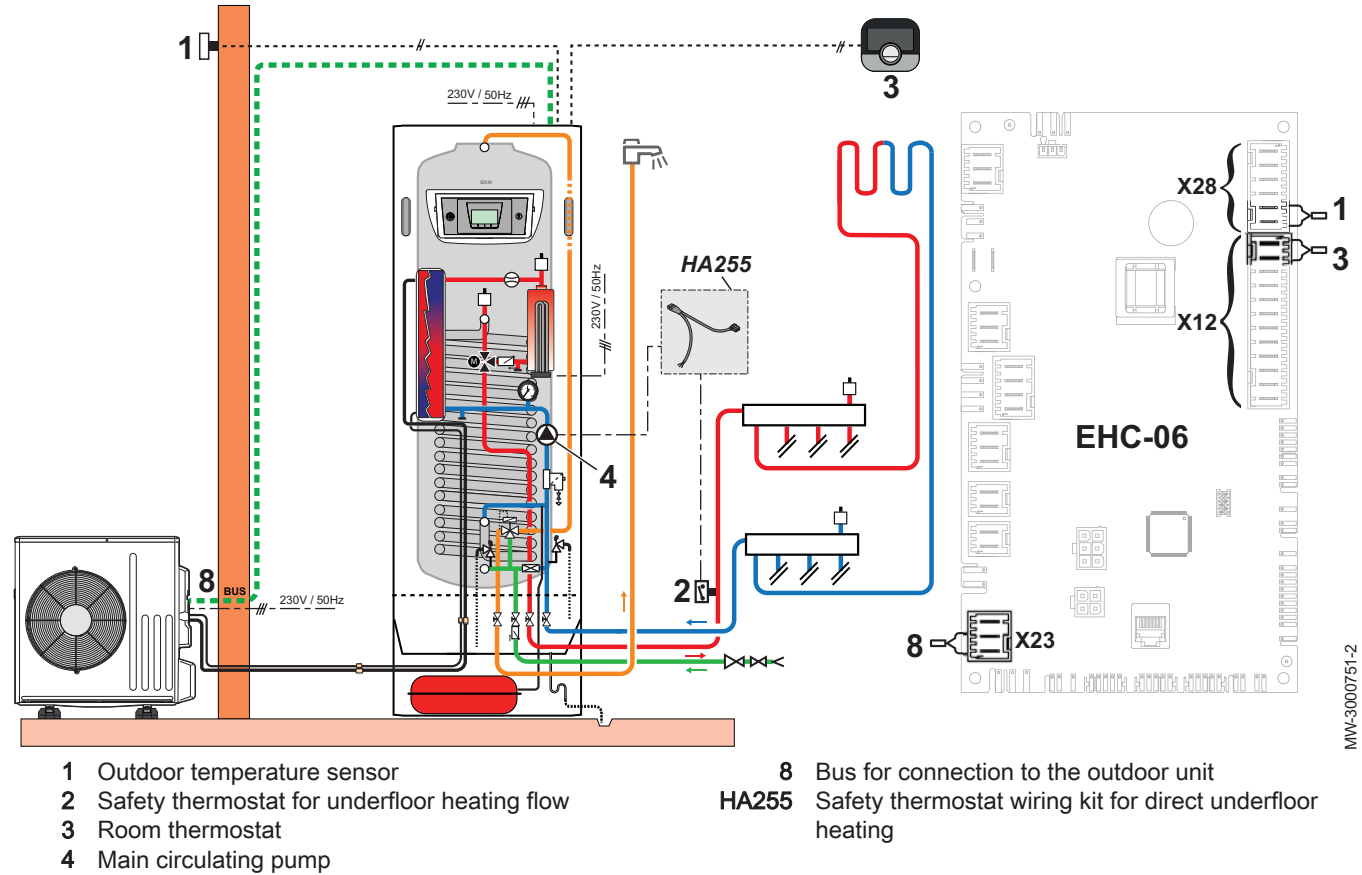 1
230V / 50Hz
3
BAXI
X28
1
3
HA255
230V / 50Hz
X12
M
EHC-06
4
8
BUS
230V / 50Hz
2
8
X23
MW-3000751-2
1 Outdoor temperature sensor
2 Safety thermostat for underfloor heating flow
3 Room thermostat
4 Main circulating pump
8 Bus for connection to the outdoor unit
HA255 Safety thermostat wiring kit for direct underfloor
heating